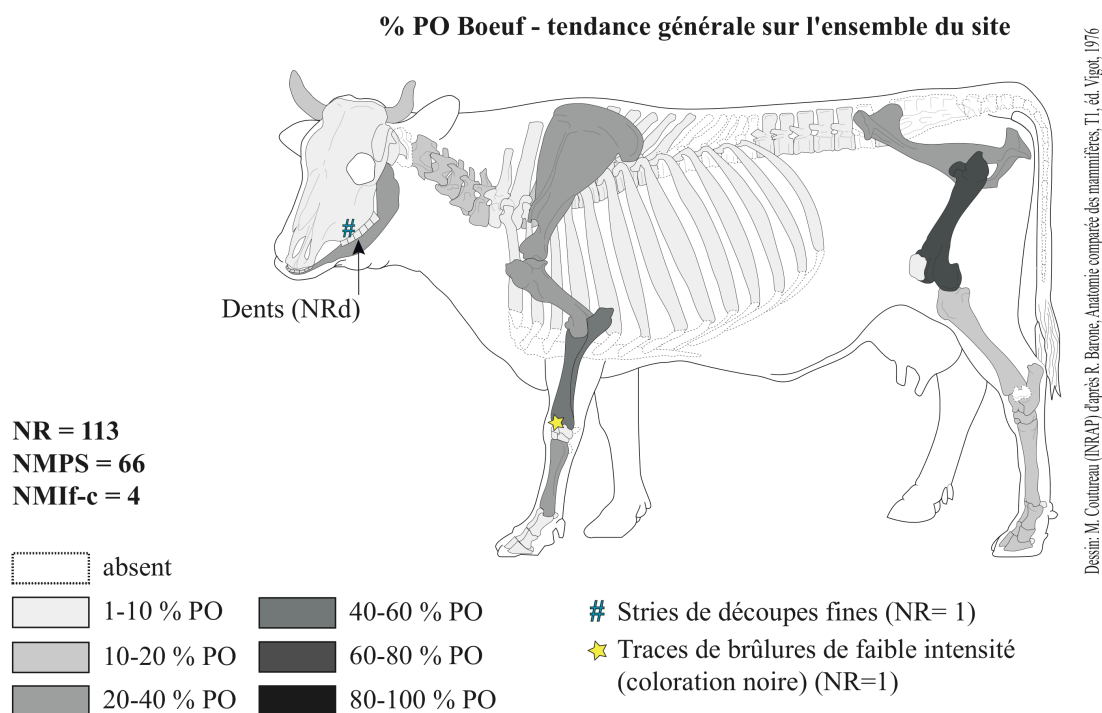 % PO Boeuf - tendance générale sur l'ensemble du site
Dents (NRd)
NR = 113
NMPS = 66
NMIf-c = 4
absent
1-10 % PO
10-20 % PO
20-40 % PO
40-60 % PO
60-80 % PO
80-100 % PO
# Stries de découpes fines (NR= 1)
Traces de brûlures de faible intensité
(coloration noire) (NR=1)
Dessin: M. Coutureau (INRAP) d'après R. Barone, Anatomie comparée des mammifères, T1, éd. Vigot, 1976